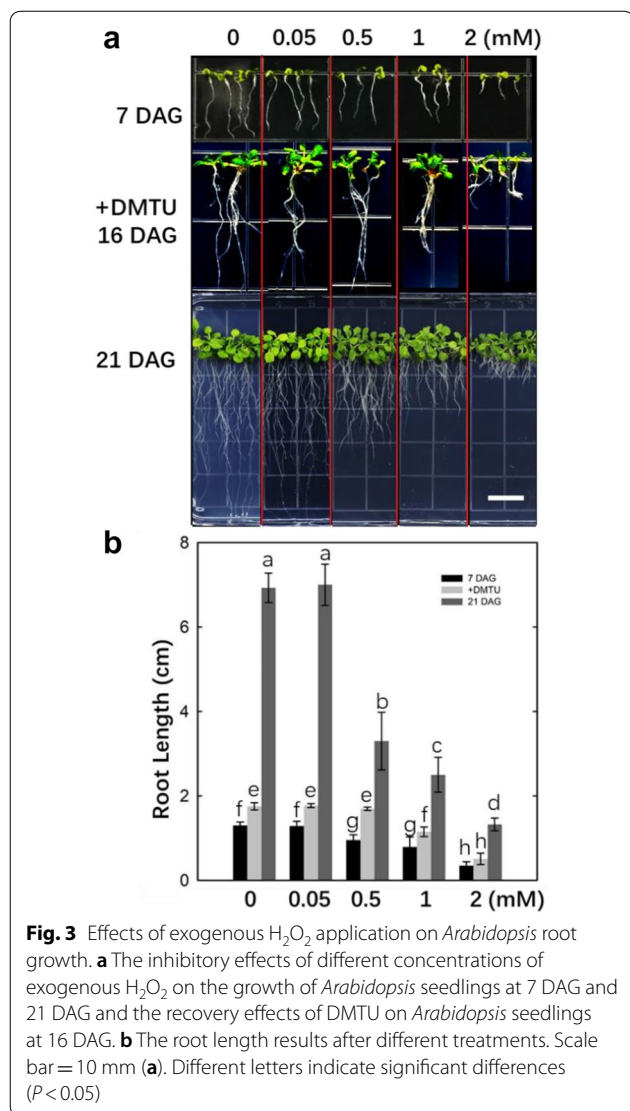 a
0 0.05 0.5 1 2 (mM)
7 DAG
+DMTU
16 DAG
21 DAG
b
8
6
4
2
0
Root Length (cm)
7 DAG
+DMTU
21 DAG
f e a
f e a
g e b
g f c
h h d
0 0.05 0.5 1 2 (mM)
Fig. 3 Effects of exogenous H₂O₂ application on Arabidopsis root
growth. a The inhibitory effects of different concentrations of
exogenous H₂O₂ on the growth of Arabidopsis seedlings at 7 DAG and
21 DAG and the recovery effects of DMTU on Arabidopsis seedlings
at 16 DAG. b The root length results after different treatments. Scale
bar = 10 mm (a). Different letters indicate significant differences
(P < 0.05)